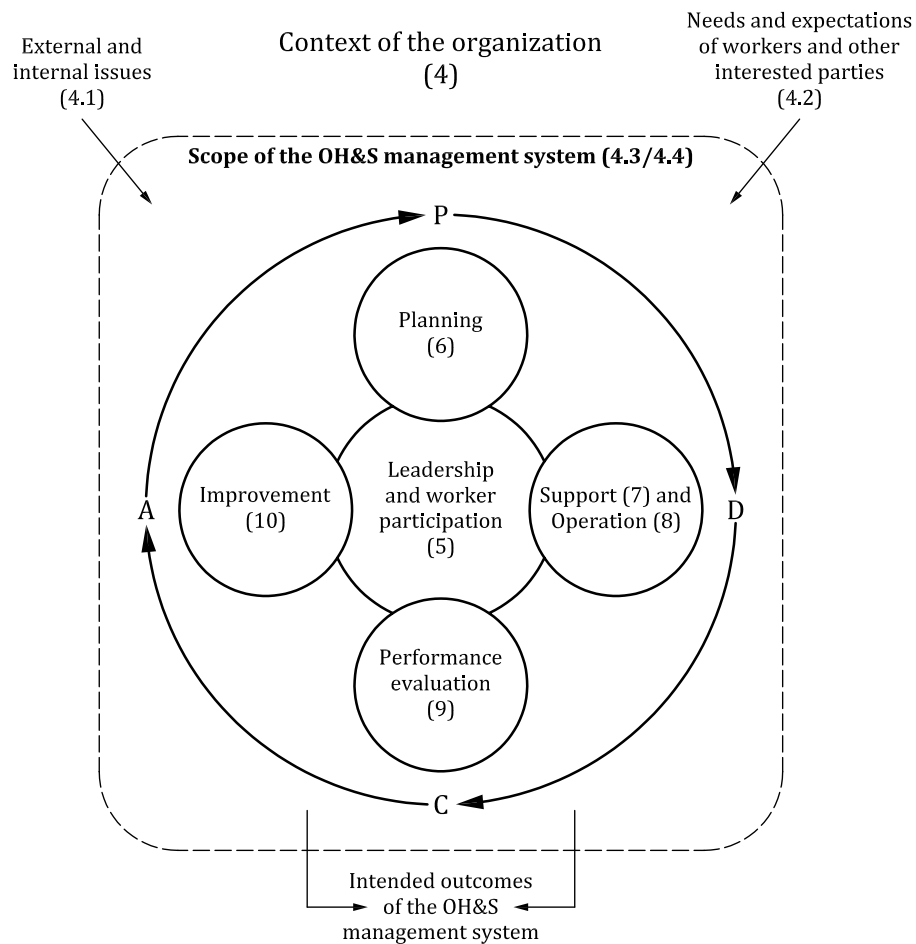 External and
internal issues
(4.1)
Context of the organization
(4)
Needs and expectations
of workers and other
interested parties
(4.2)
Scope of the OH&S management system (4.3/4.4)
P
Planning
(6)
A
Improvement
(10)
Leadership
and worker
participation
(5)
Support (7) and
Operation (8)
D
Performance
evaluation
(9)
C
Intended outcomes
of the OH&S
management system